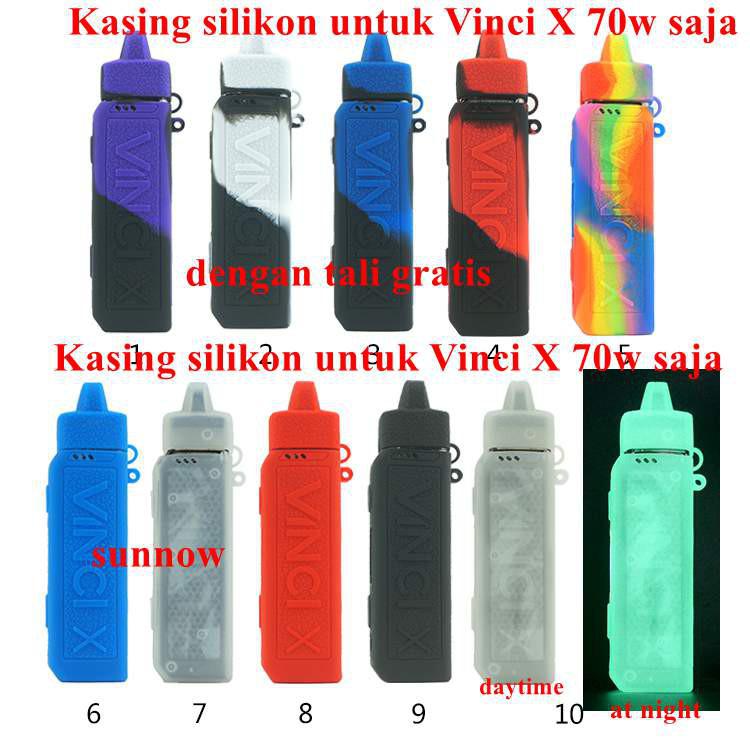 Kasing silikon untuk Vinci X 70w saja
VINCI X
VINCI X
VINCI X
VINCI X
VINCI X
dengan tali gratis
1 2 3 4 5
Kasing silikon untuk Vinci X 70w saja
VINCI X
VINCI X
VINCI X
sunnow
daytime
at night
6 7 8 9 10